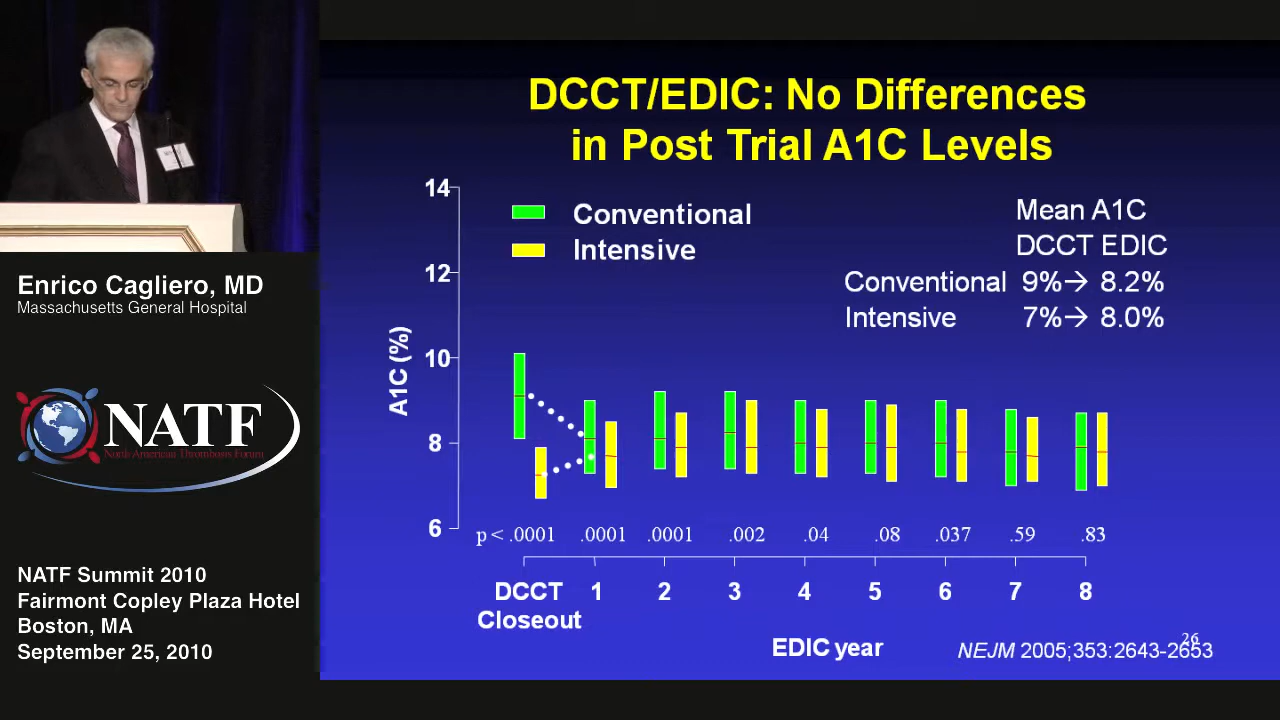 DCCT/EDIC: No Differences
in Post Trial A1C Levels
14
12
10
8
6
A1C (%)
Conventional
Intensive
Mean A1C
DCCT EDIC
Conventional 9%→ 8.2%
Intensive 7%→ 8.0%
p < .0001 .0001 .0001 .002 .04 .08 .037 .59 .83
DCCT 1 2 3 4 5 6 7 8
Closeout
EDIC year
26
NEJM 2005;353:2643-2653
Enrico Cagliero, MD
Massachusetts General Hospital
NATF
North American Thrombosis Forum
NATF Summit 2010
Fairmont Copley Plaza Hotel
Boston, MA
September 25, 2010